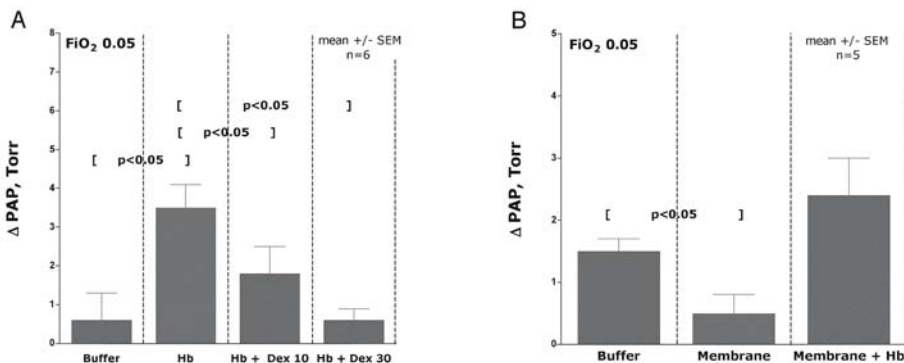 A
FiO2 0.05
mean +/- SEM
n=6
Δ PAP, Torr
8
7
6
5
4
3
2
1
0
[ p<0.05 ]
[ p<0.05 ]
[ p<0.05 ]
Buffer Hb Hb + Dex 10 Hb + Dex 30
B
FiO2 0.05
mean +/- SEM
n=5
Δ PAP, Torr
5
4
3
2
1
0
[ p<0.05 ]
Buffer Membrane Membrane + Hb